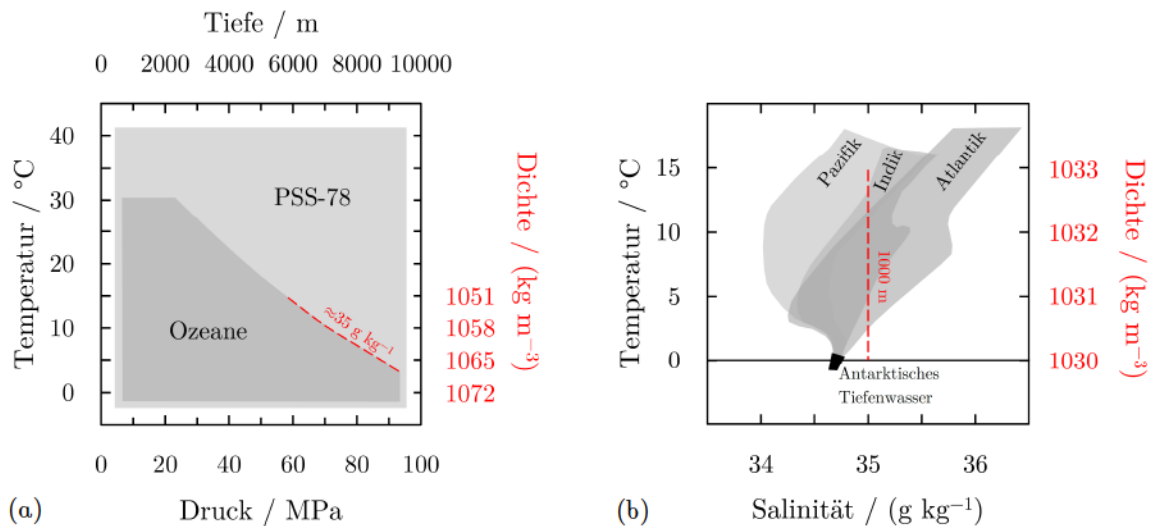 Tiefe / m
0 2000 4000 6000 8000 10000
Temperatur / °C
40
30
20
10
0
PSS-78
Ozeane
≈35 g kg⁻¹
1051
1058
1065
1072
Dichte / (kg m⁻³)
0 20 40 60 80 100
(a) Druck / MPa
Temperatur / °C
15
10
5
0
Pazifik
Indik
Atlantik
1000 m
Antarktisches
Tiefenwasser
1033
1032
1031
1030
Dichte / (kg m⁻³)
34 35 36
(b) Salinität / (g kg⁻¹)